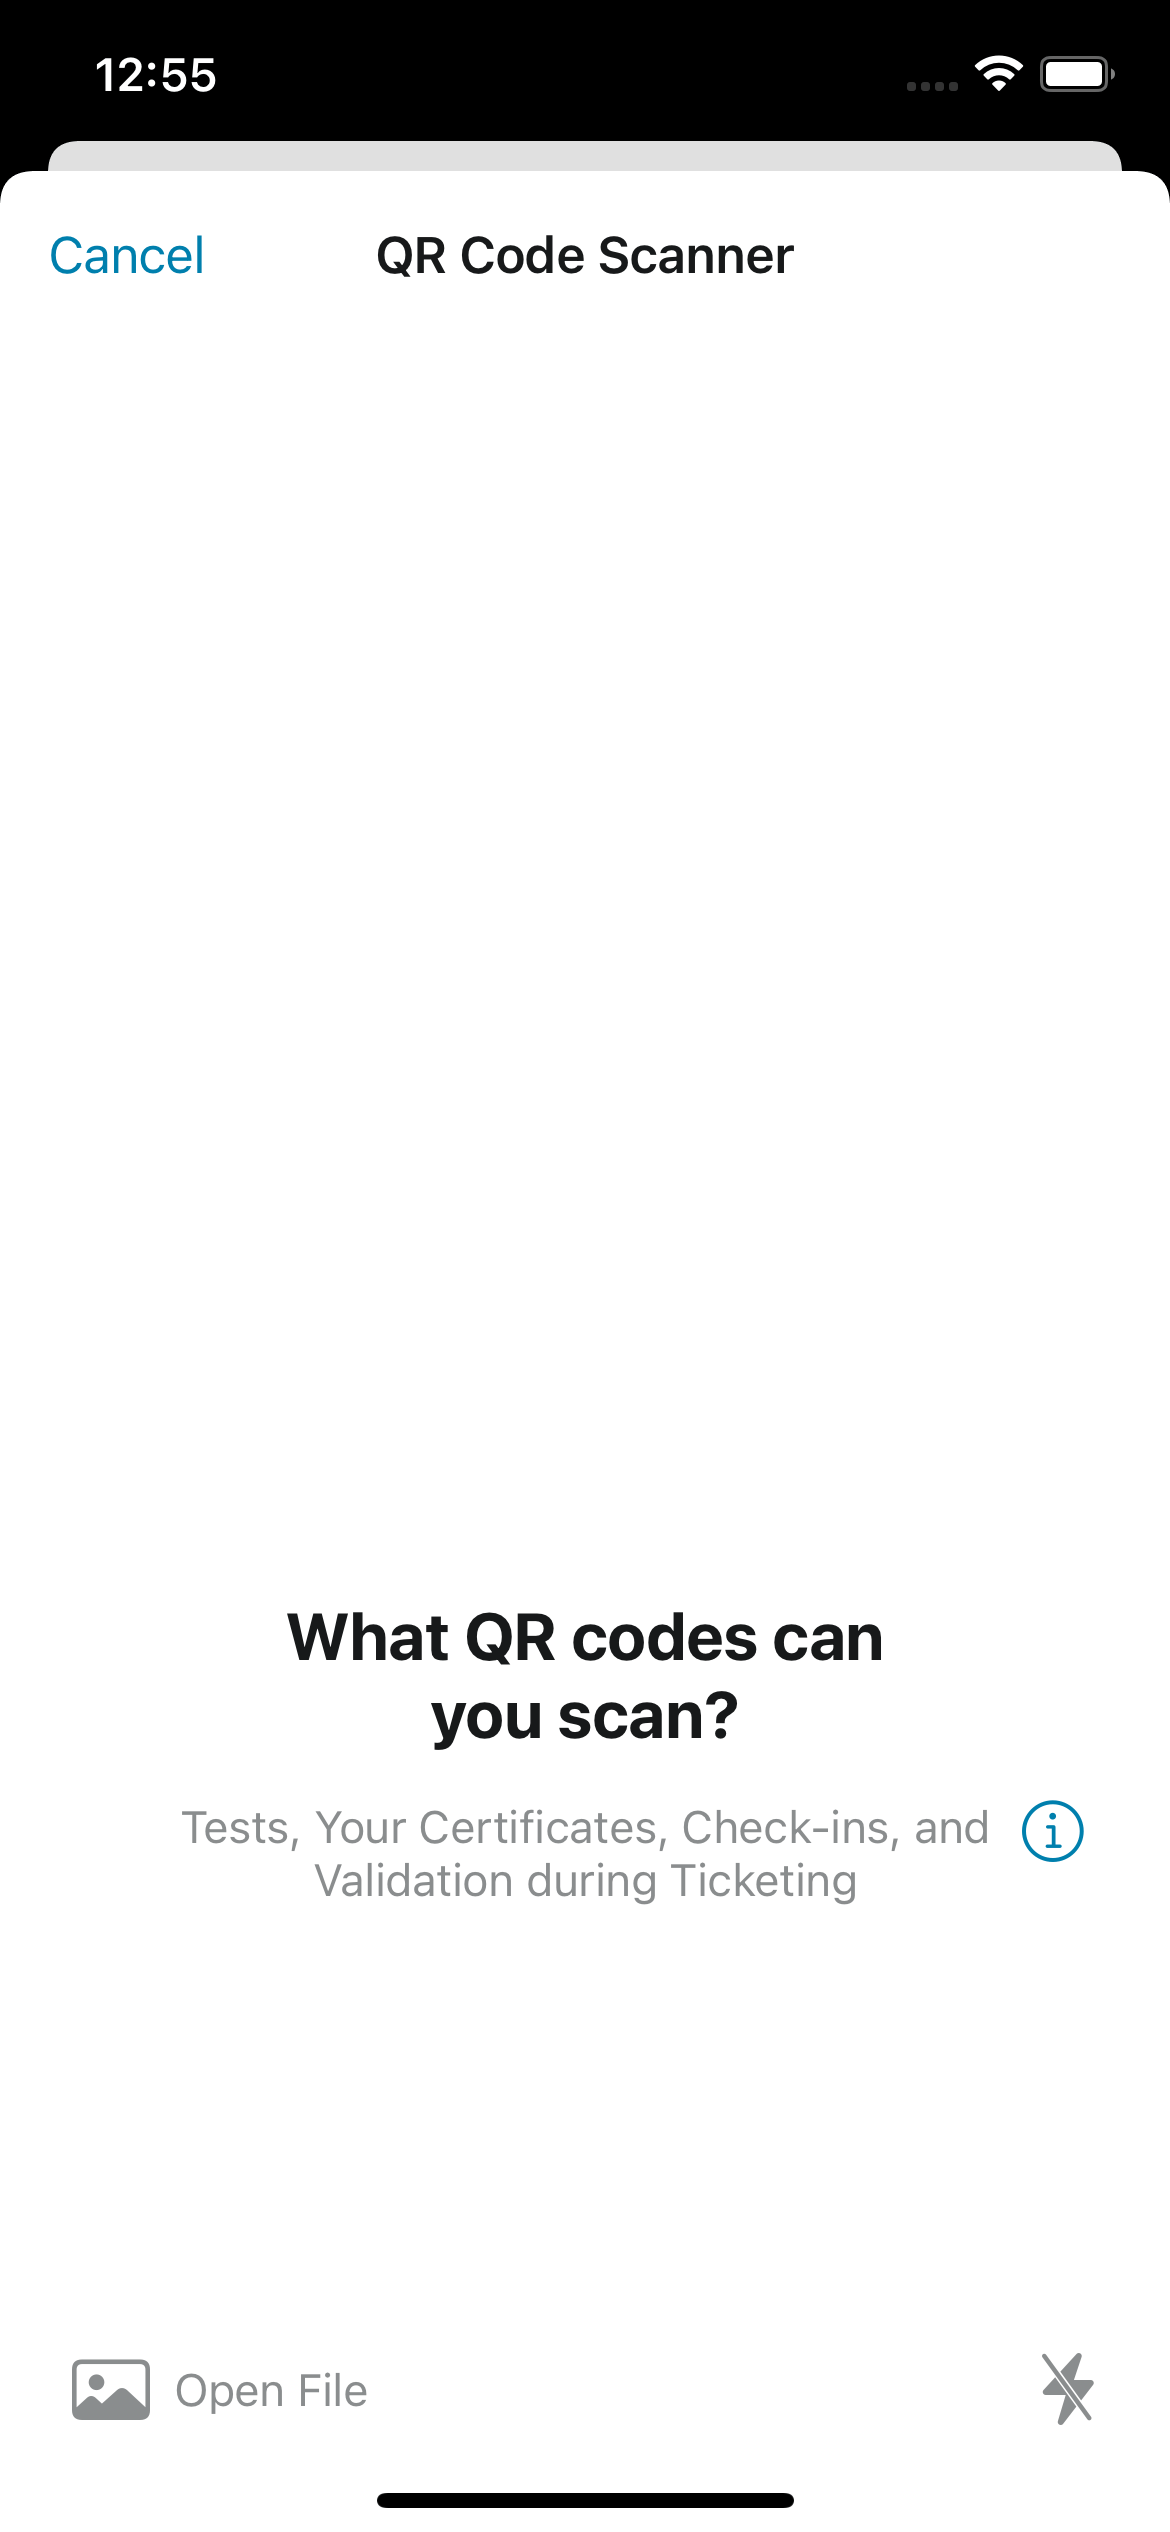 12:55
Cancel
QR Code Scanner
What QR codes can
you scan?
Tests, Your Certificates, Check-ins, and
Validation during Ticketing
Open File